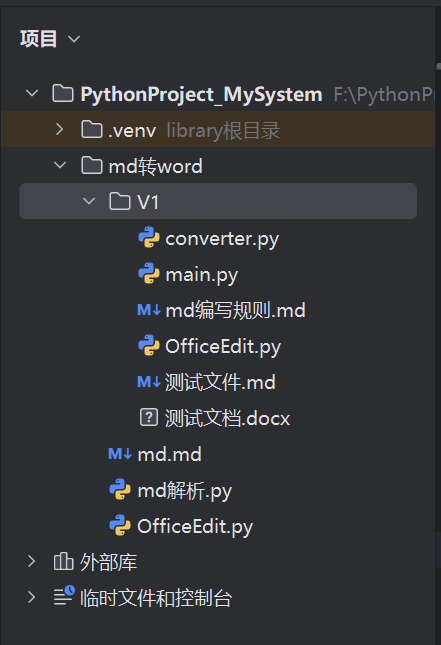 项目
PythonProject_MySystem F:\PythonPr
.venv library根目录
md转word
V1
converter.py
main.py
M↓ md编写规则.md
OfficeEdit.py
M↓ 测试文件.md
? 测试文档.docx
M↓ md.md
md解析.py
OfficeEdit.py
外部库
临时文件和控制台